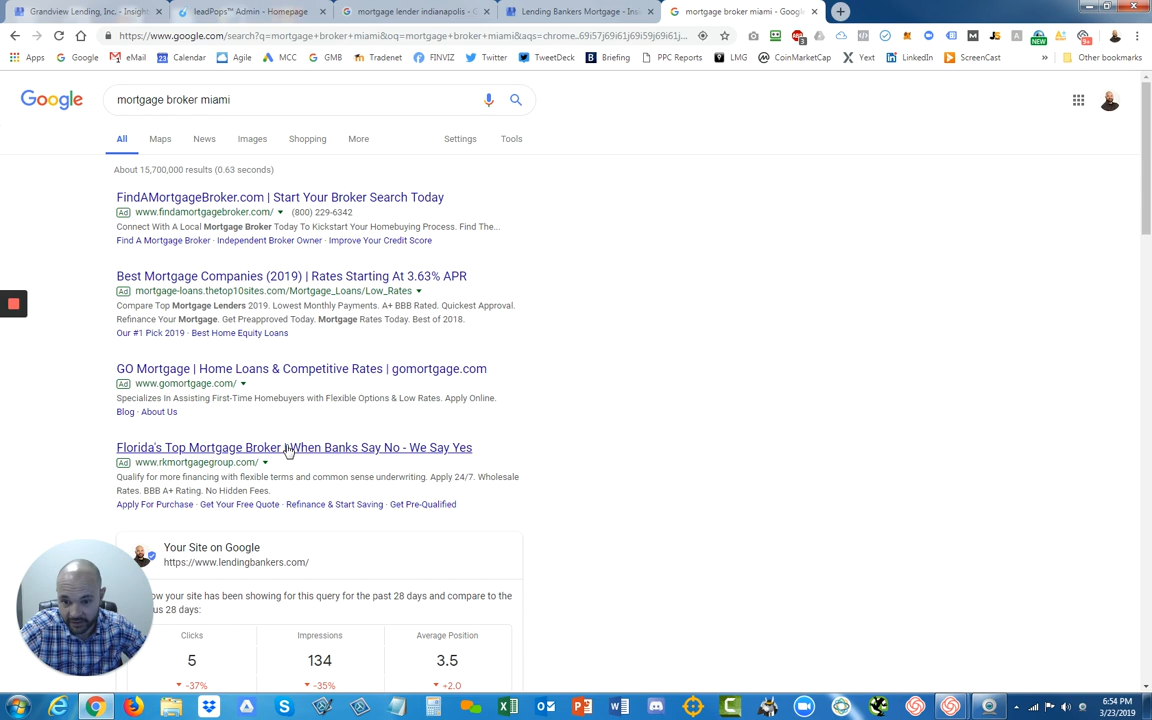 Grandview Lending, Inc. - Insight
leadPops™ Admin - Homepage
mortgage lender indianapolis - G
Lending Bankers Mortgage - Ins
mortgage broker miami - Google
https://www.google.com/search?q=mortgage+broker+miami&oq=mortgage+broker+miami&aqs=chrome..69i57j69i61j69i59j69i61j...
Apps
Google
eMail
Calendar
Agile
MCC
GMB
Tradenet
FINVIZ
Twitter
TweetDeck
Briefing
PPC Reports
LMG
CoinMarketCap
Yext
LinkedIn
ScreenCast
»
Other bookmarks
Google
mortgage broker miami
All
Maps
News
Images
Shopping
More
Settings
Tools
About 15,700,000 results (0.63 seconds)
FindAMortgageBroker.com | Start Your Broker Search Today
Ad www.findamortgagebroker.com/ (800) 229-6342
Connect With A Local Mortgage Broker Today To Kickstart Your Homebuying Process. Find The...
Find A Mortgage Broker · Independent Broker Owner · Improve Your Credit Score
Best Mortgage Companies (2019) | Rates Starting At 3.63% APR
Ad mortgage-loans.thetop10sites.com/Mortgage_Loans/Low_Rates
Compare Top Mortgage Lenders 2019. Lowest Monthly Payments. A+ BBB Rated. Quickest Approval.
Refinance Your Mortgage. Get Preapproved Today. Mortgage Rates Today. Best of 2018.
Our #1 Pick 2019 · Best Home Equity Loans
GO Mortgage | Home Loans & Competitive Rates | gomortgage.com
Ad www.gomortgage.com/
Specializes In Assisting First-Time Homebuyers with Flexible Options & Low Rates. Apply Online.
Blog · About Us
Florida's Top Mortgage Broker | When Banks Say No - We Say Yes
Ad www.rkmortgagegroup.com/
Qualify for more financing with flexible terms and common sense underwriting. Apply 24/7. Wholesale
Rates. BBB A+ Rating. No Hidden Fees.
Apply For Purchase · Get Your Free Quote · Refinance & Start Saving · Get Pre-Qualified
Your Site on Google
https://www.lendingbankers.com/
your site has been showing for this query for the past 28 days and compare to the
28 days:
Clicks
Impressions
Average Position
5
134
3.5
-37%
-35%
+2.0
6:54 PM
3/23/2019